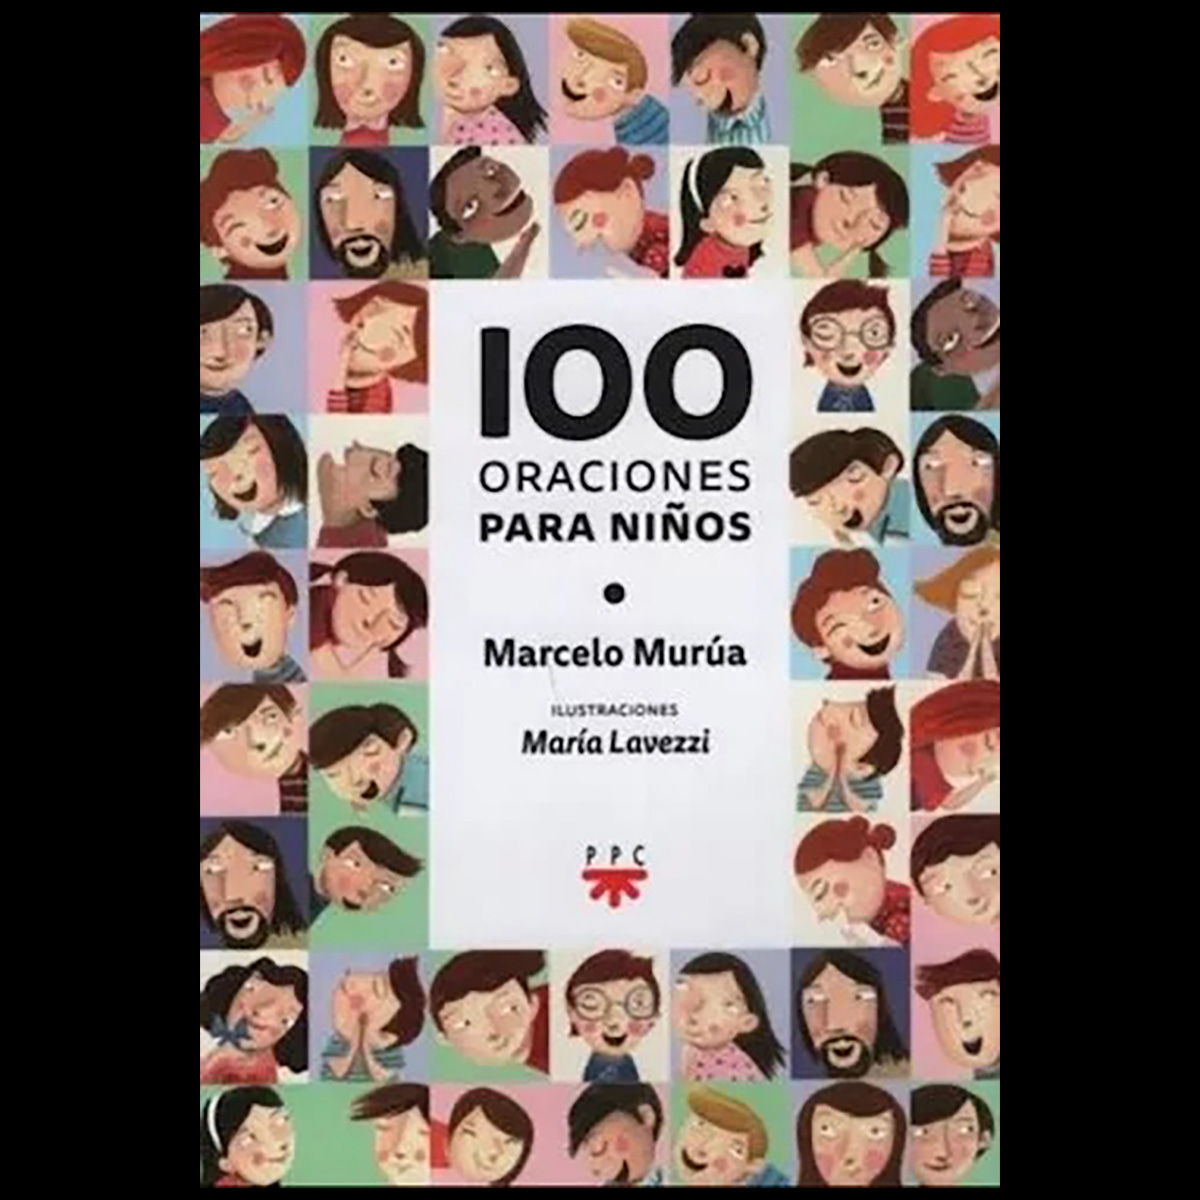 100
ORACIONES
PARA NIÑOS
Marcelo Murúa
ILUSTRACIONES
María Lavezzi
PPC